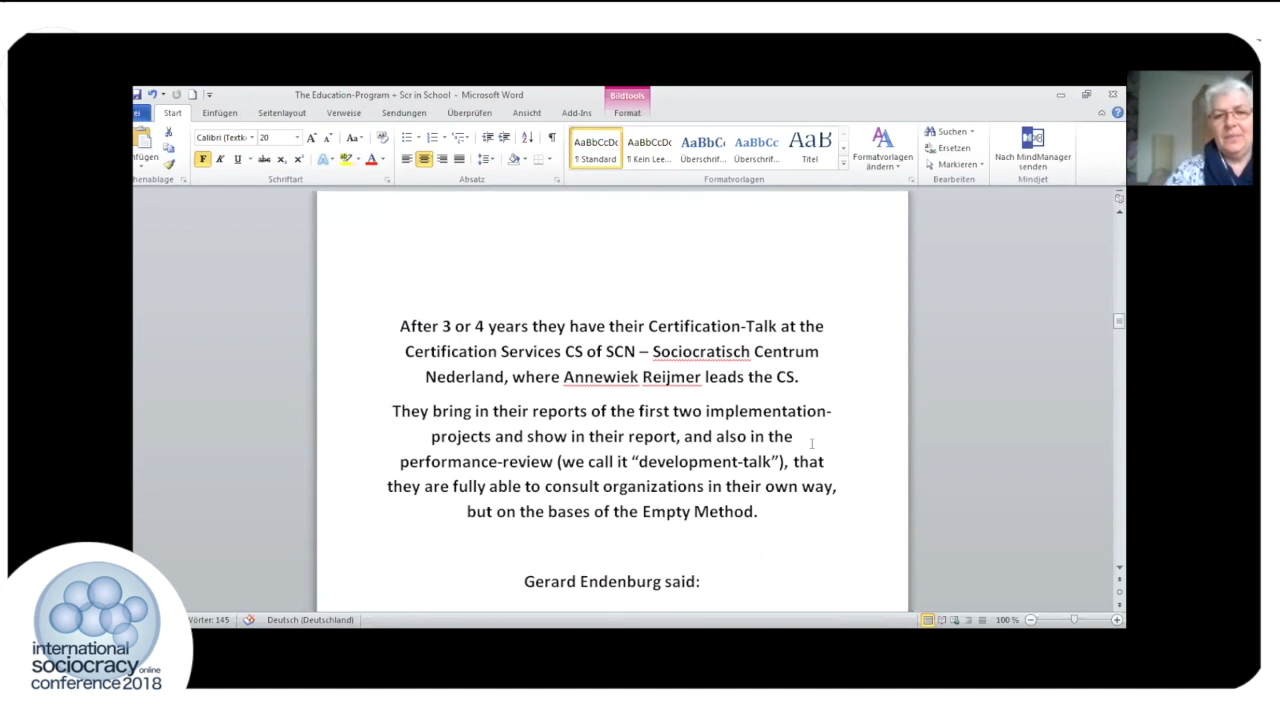 The Education-Program + Scr in School - Microsoft Word
Bildtools
Start Einfügen Seitenlayout Verweise Sendungen Überprüfen Ansicht Add-Ins Format
Calibri (Textk 20
Suchen
Ersetzen
Markieren
AaBbCcDc AaBbCcDc AaBbC AaBbCc AaB
Standard Kein Lee... Überschrif... Überschrif... Titel
Formatvorlagen
ändern
Nach MindManager
senden
Schriftart Absatz Formatvorlagen Bearbeiten Mindjet
After 3 or 4 years they have their Certification-Talk at the
Certification Services CS of SCN – Sociocratisch Centrum
Nederland, where Annewiek Reijmer leads the CS.
They bring in their reports of the first two implementation-
projects and show in their report, and also in the
performance-review (we call it “development-talk”), that
they are fully able to consult organizations in their own way,
but on the bases of the Empty Method.
Gerard Endenburg said:
Wörter: 145 Deutsch (Deutschland) 100 %
international
sociocracy online
conference 2018